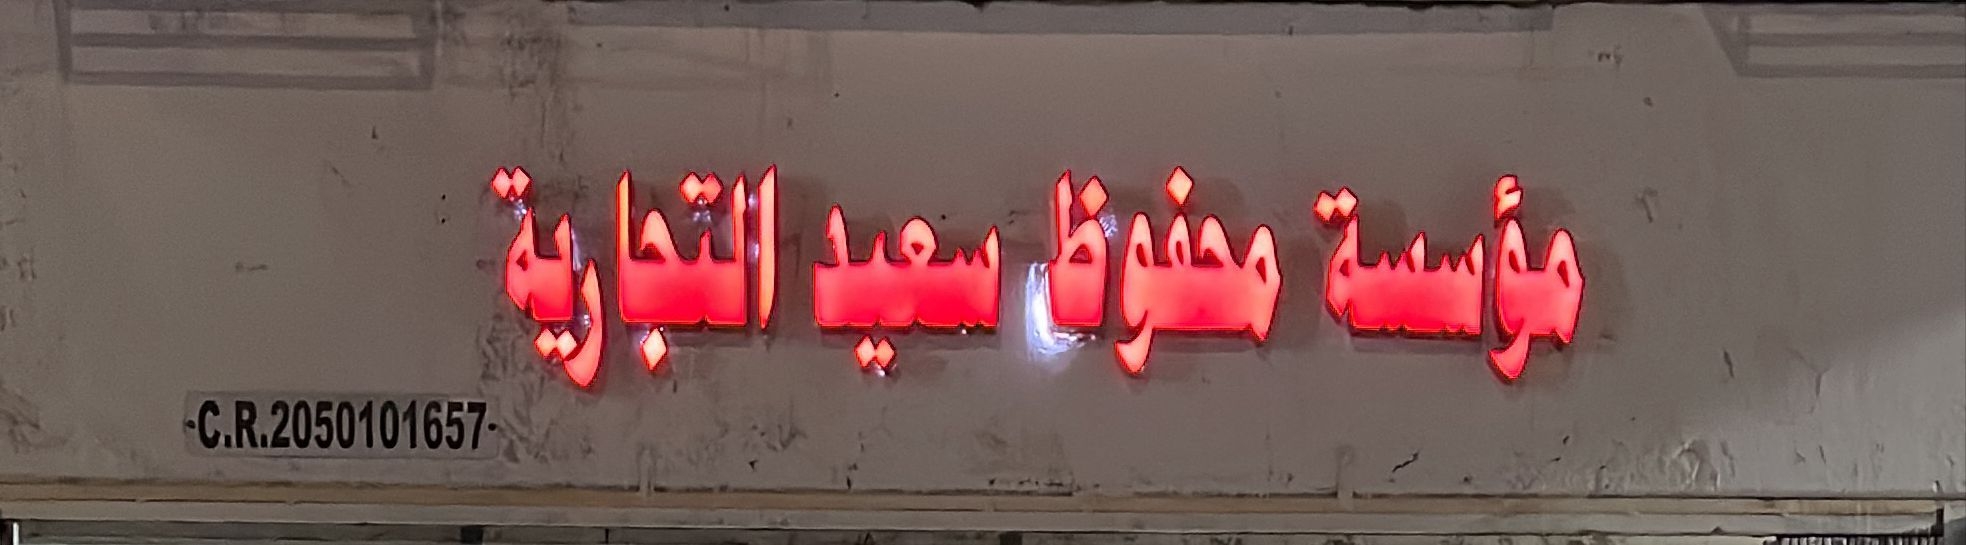 مؤسسة محفوظ سعيد التجارية
·C.R.2050101657·